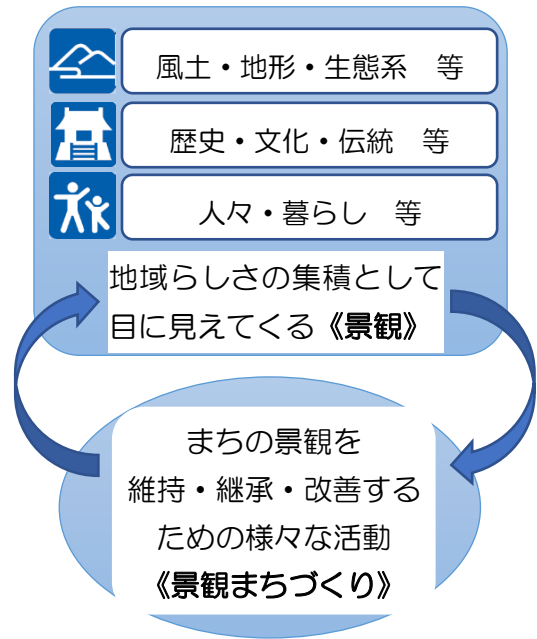 風土・地形・生態系　等
歴史・文化・伝統　等
人々・暮らし　等
地域らしさの集積として
目に見えてくる《景観》
まちの景観を
維持・継承・改善する
ための様々な活動
《景観まちづくり》